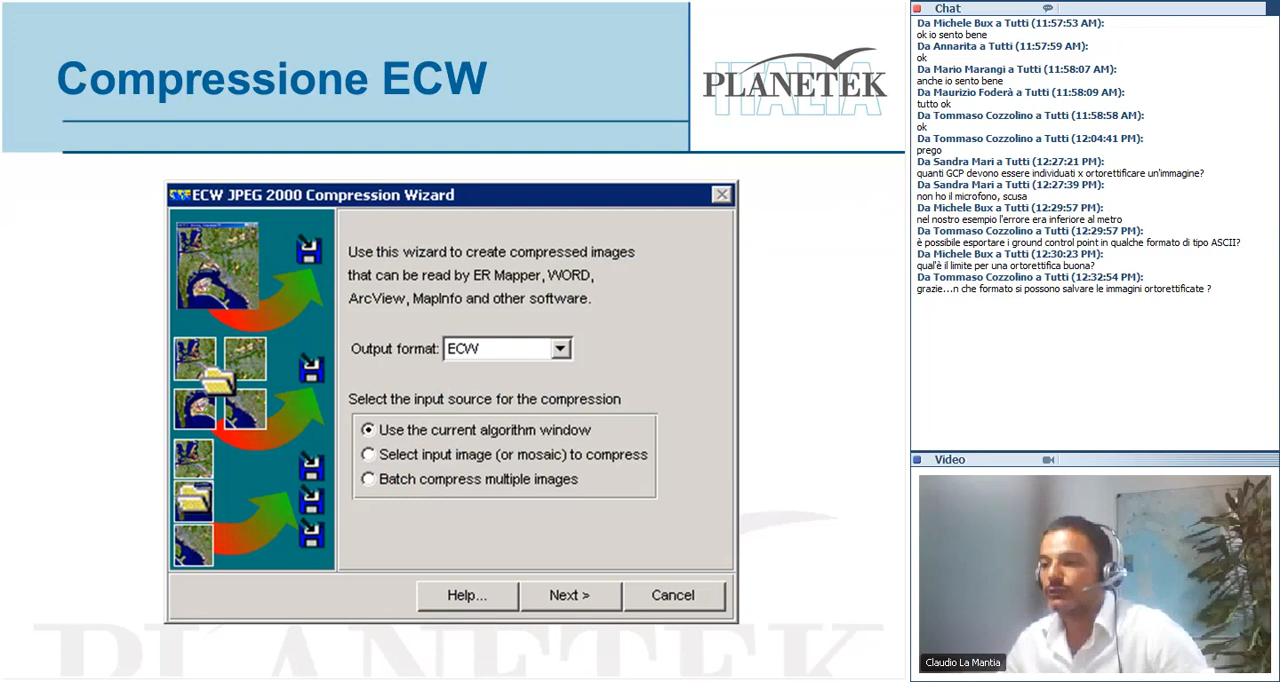 Compressione ECW
PLANETEK
ITALIA
ECW JPEG 2000 Compression Wizard
Use this wizard to create compressed images
that can be read by ER Mapper, WORD,
ArcView, MapInfo and other software.
Output format: ECW
Select the input source for the compression
Use the current algorithm window
Select input image (or mosaic) to compress
Batch compress multiple images
Help... Next > Cancel
PLANETEK
Chat
Da Michele Bux a Tutti (11:57:53 AM):
ok io sento bene
Da Annarita a Tutti (11:57:59 AM):
ok
Da Mario Marangi a Tutti (11:58:07 AM):
anche io sento bene
Da Maurizio Foderà a Tutti (11:58:09 AM):
tutto ok
Da Tommaso Cozzolino a Tutti (11:58:58 AM):
ok
Da Tommaso Cozzolino a Tutti (12:04:41 PM):
prego
Da Sandra Mari a Tutti (12:27:21 PM):
quanti GCP devono essere individuati x ortorettificare un'immagine?
Da Sandra Mari a Tutti (12:27:39 PM):
non ho il microfono, scusa
Da Michele Bux a Tutti (12:29:57 PM):
nel nostro esempio l'errore era inferiore al metro
Da Tommaso Cozzolino a Tutti (12:29:57 PM):
è possibile esportare i ground control point in qualche formato di tipo ASCII?
Da Michele Bux a Tutti (12:30:23 PM):
qual'è il limite per una ortorettifica buona?
Da Tommaso Cozzolino a Tutti (12:32:54 PM):
grazie...n che formato si possono salvare le immagini ortorettificate ?
Video
Claudio La Mantia